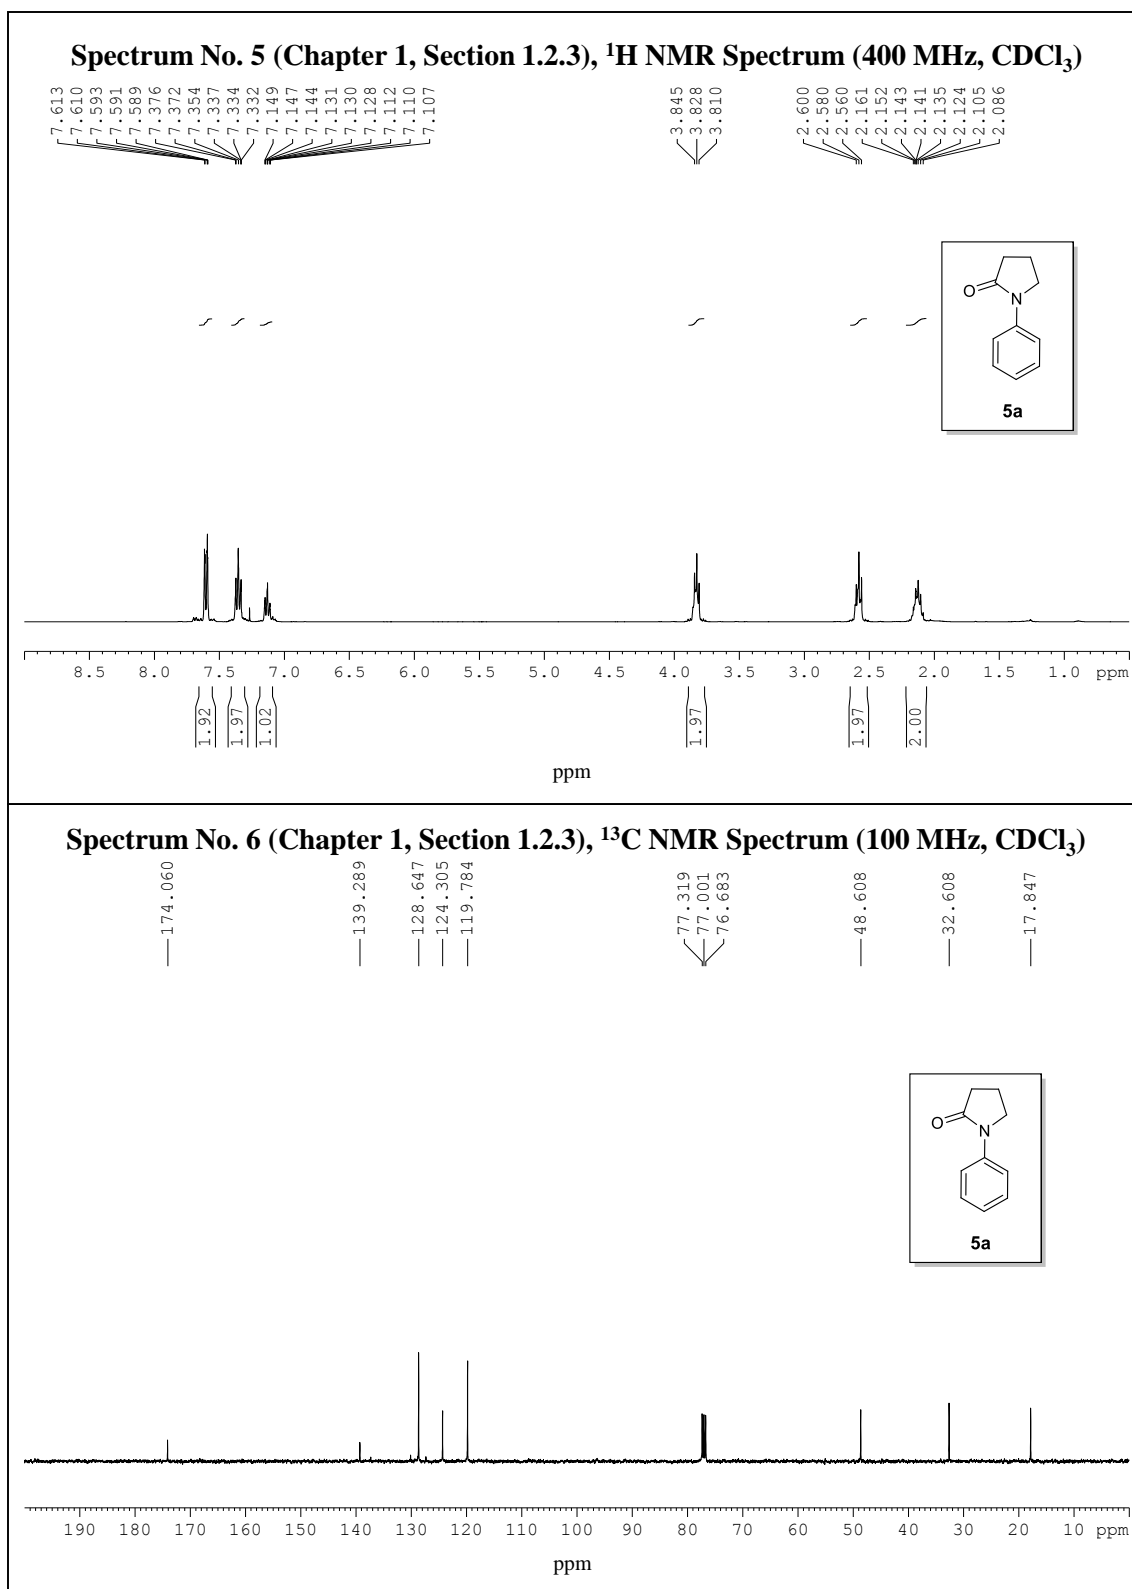 Spectrum No. 5 (Chapter 1, Section 1.2.3), ¹H NMR Spectrum (400 MHz, CDCl₃)
7.613 7.610 7.593 7.591 7.589 7.376 7.372 7.354 7.337 7.334 7.332 7.149 7.147 7.144 7.131 7.130 7.128 7.112 7.110 7.107 3.845 3.828 3.810 2.600 2.580 2.560 2.161 2.152 2.143 2.141 2.135 2.124 2.105 2.086
O
N
5a
8.5 8.0 7.5 7.0 6.5 6.0 5.5 5.0 4.5 4.0 3.5 3.0 2.5 2.0 1.5 1.0 ppm
1.92 1.97 1.02 1.97 1.97 2.00
ppm
Spectrum No. 6 (Chapter 1, Section 1.2.3), ¹³C NMR Spectrum (100 MHz, CDCl₃)
174.060 139.289 128.647 124.305 119.784 77.319 77.001 76.683 48.608 32.608 17.847
O
N
5a
190 180 170 160 150 140 130 120 110 100 90 80 70 60 50 40 30 20 10 ppm
ppm